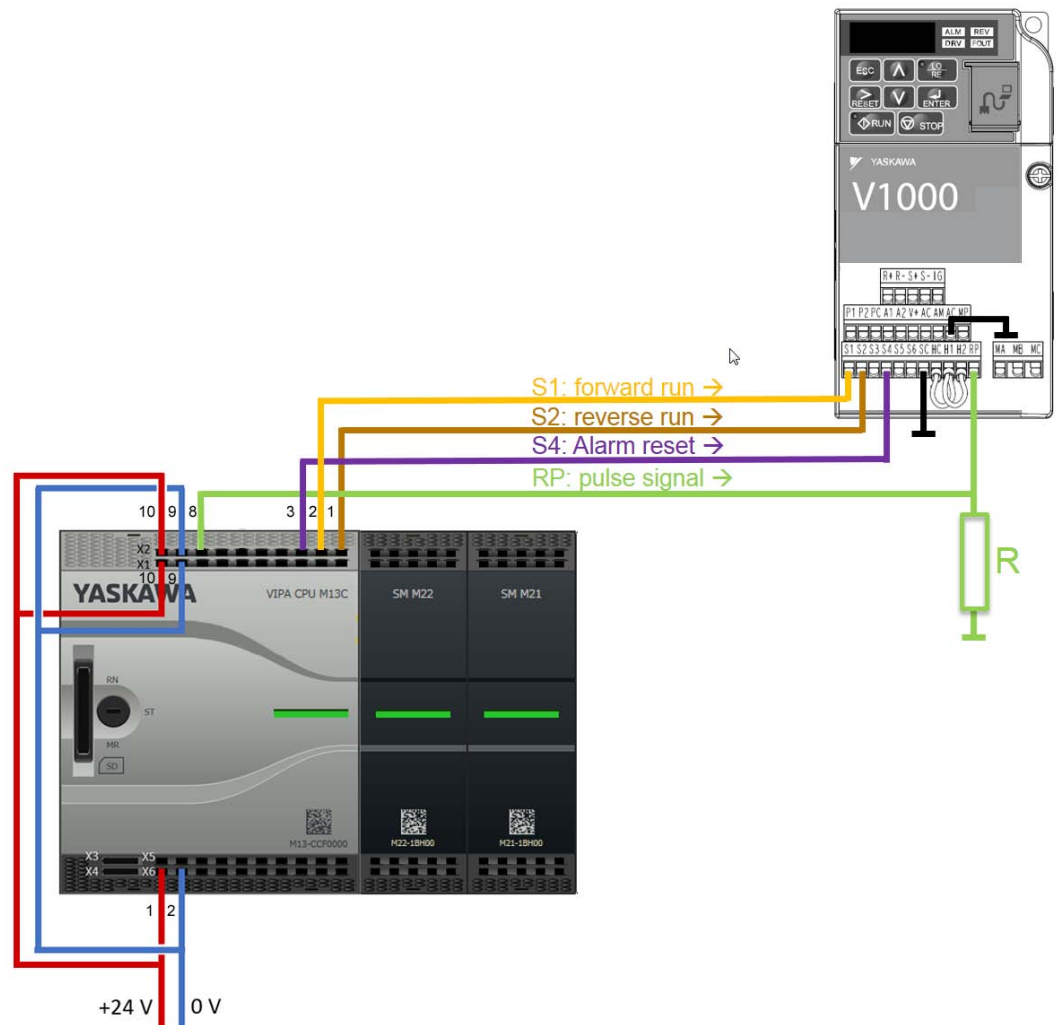 ALM REV
DRV FOUT
ESC LO RE
RESET ENTER
RUN STOP
YASKAWA
V1000
R+ R- S+ S- IG
P1 P2 PC A1 A2 V+ AC AM AC MP
S1 S2 S3 S4 S5 S6 SC HC H1 H2 RP
MA MB MC
S1: forward run →
S2: reverse run →
S4: Alarm reset →
RP: pulse signal →
R
10 9 8 3 2 1
X2
X1
10 9
YASKAWA
VIPA CPU M13C
SM M22
SM M21
RN
ST
MR
SD
M13-CCF0000
M22-1BH00
M21-1BH00
X3 X5
X4 X6
1 2
+24 V 0 V